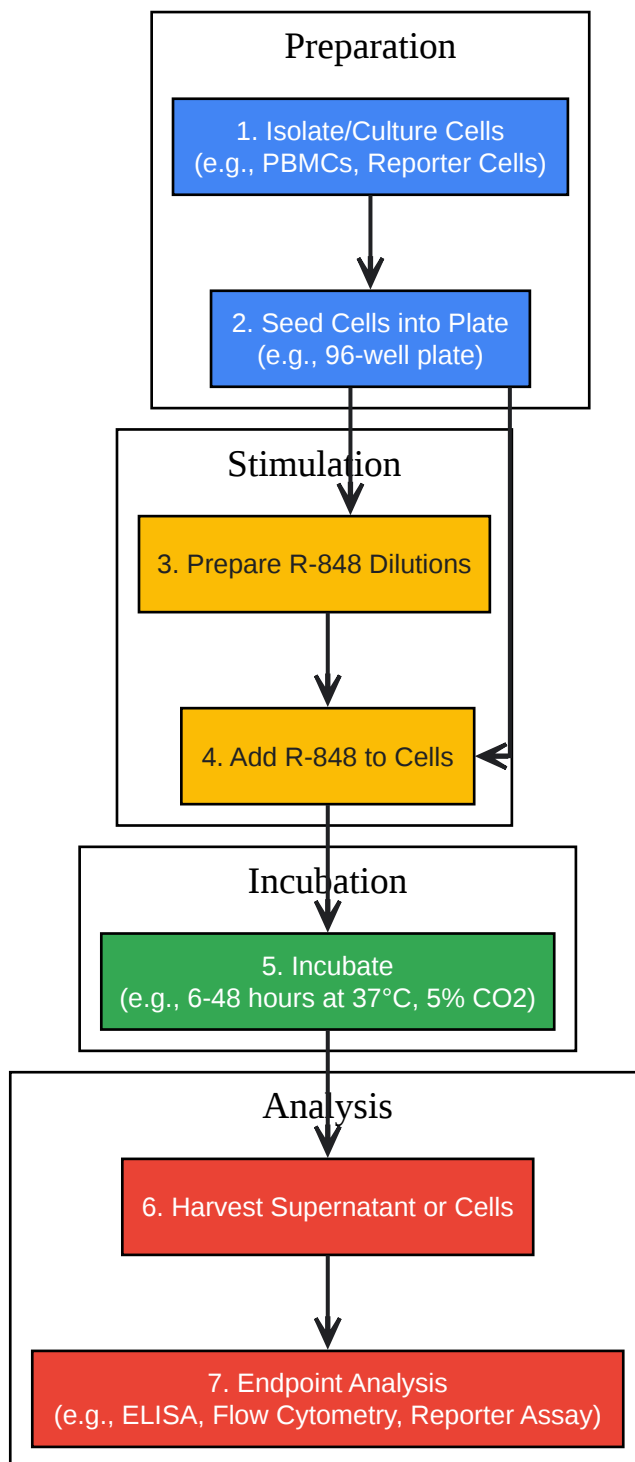 Preparation
1. Isolate/Culture Cells
(e.g., PBMCs, Reporter Cells)
2. Seed Cells into Plate
(e.g., 96-well plate)
Stimulation
3. Prepare R-848 Dilutions
4. Add R-848 to Cells
Incubation
5. Incubate
(e.g., 6-48 hours at 37°C, 5% CO2)
Analysis
6. Harvest Supernatant or Cells
7. Endpoint Analysis
(e.g., ELISA, Flow Cytometry, Reporter Assay)